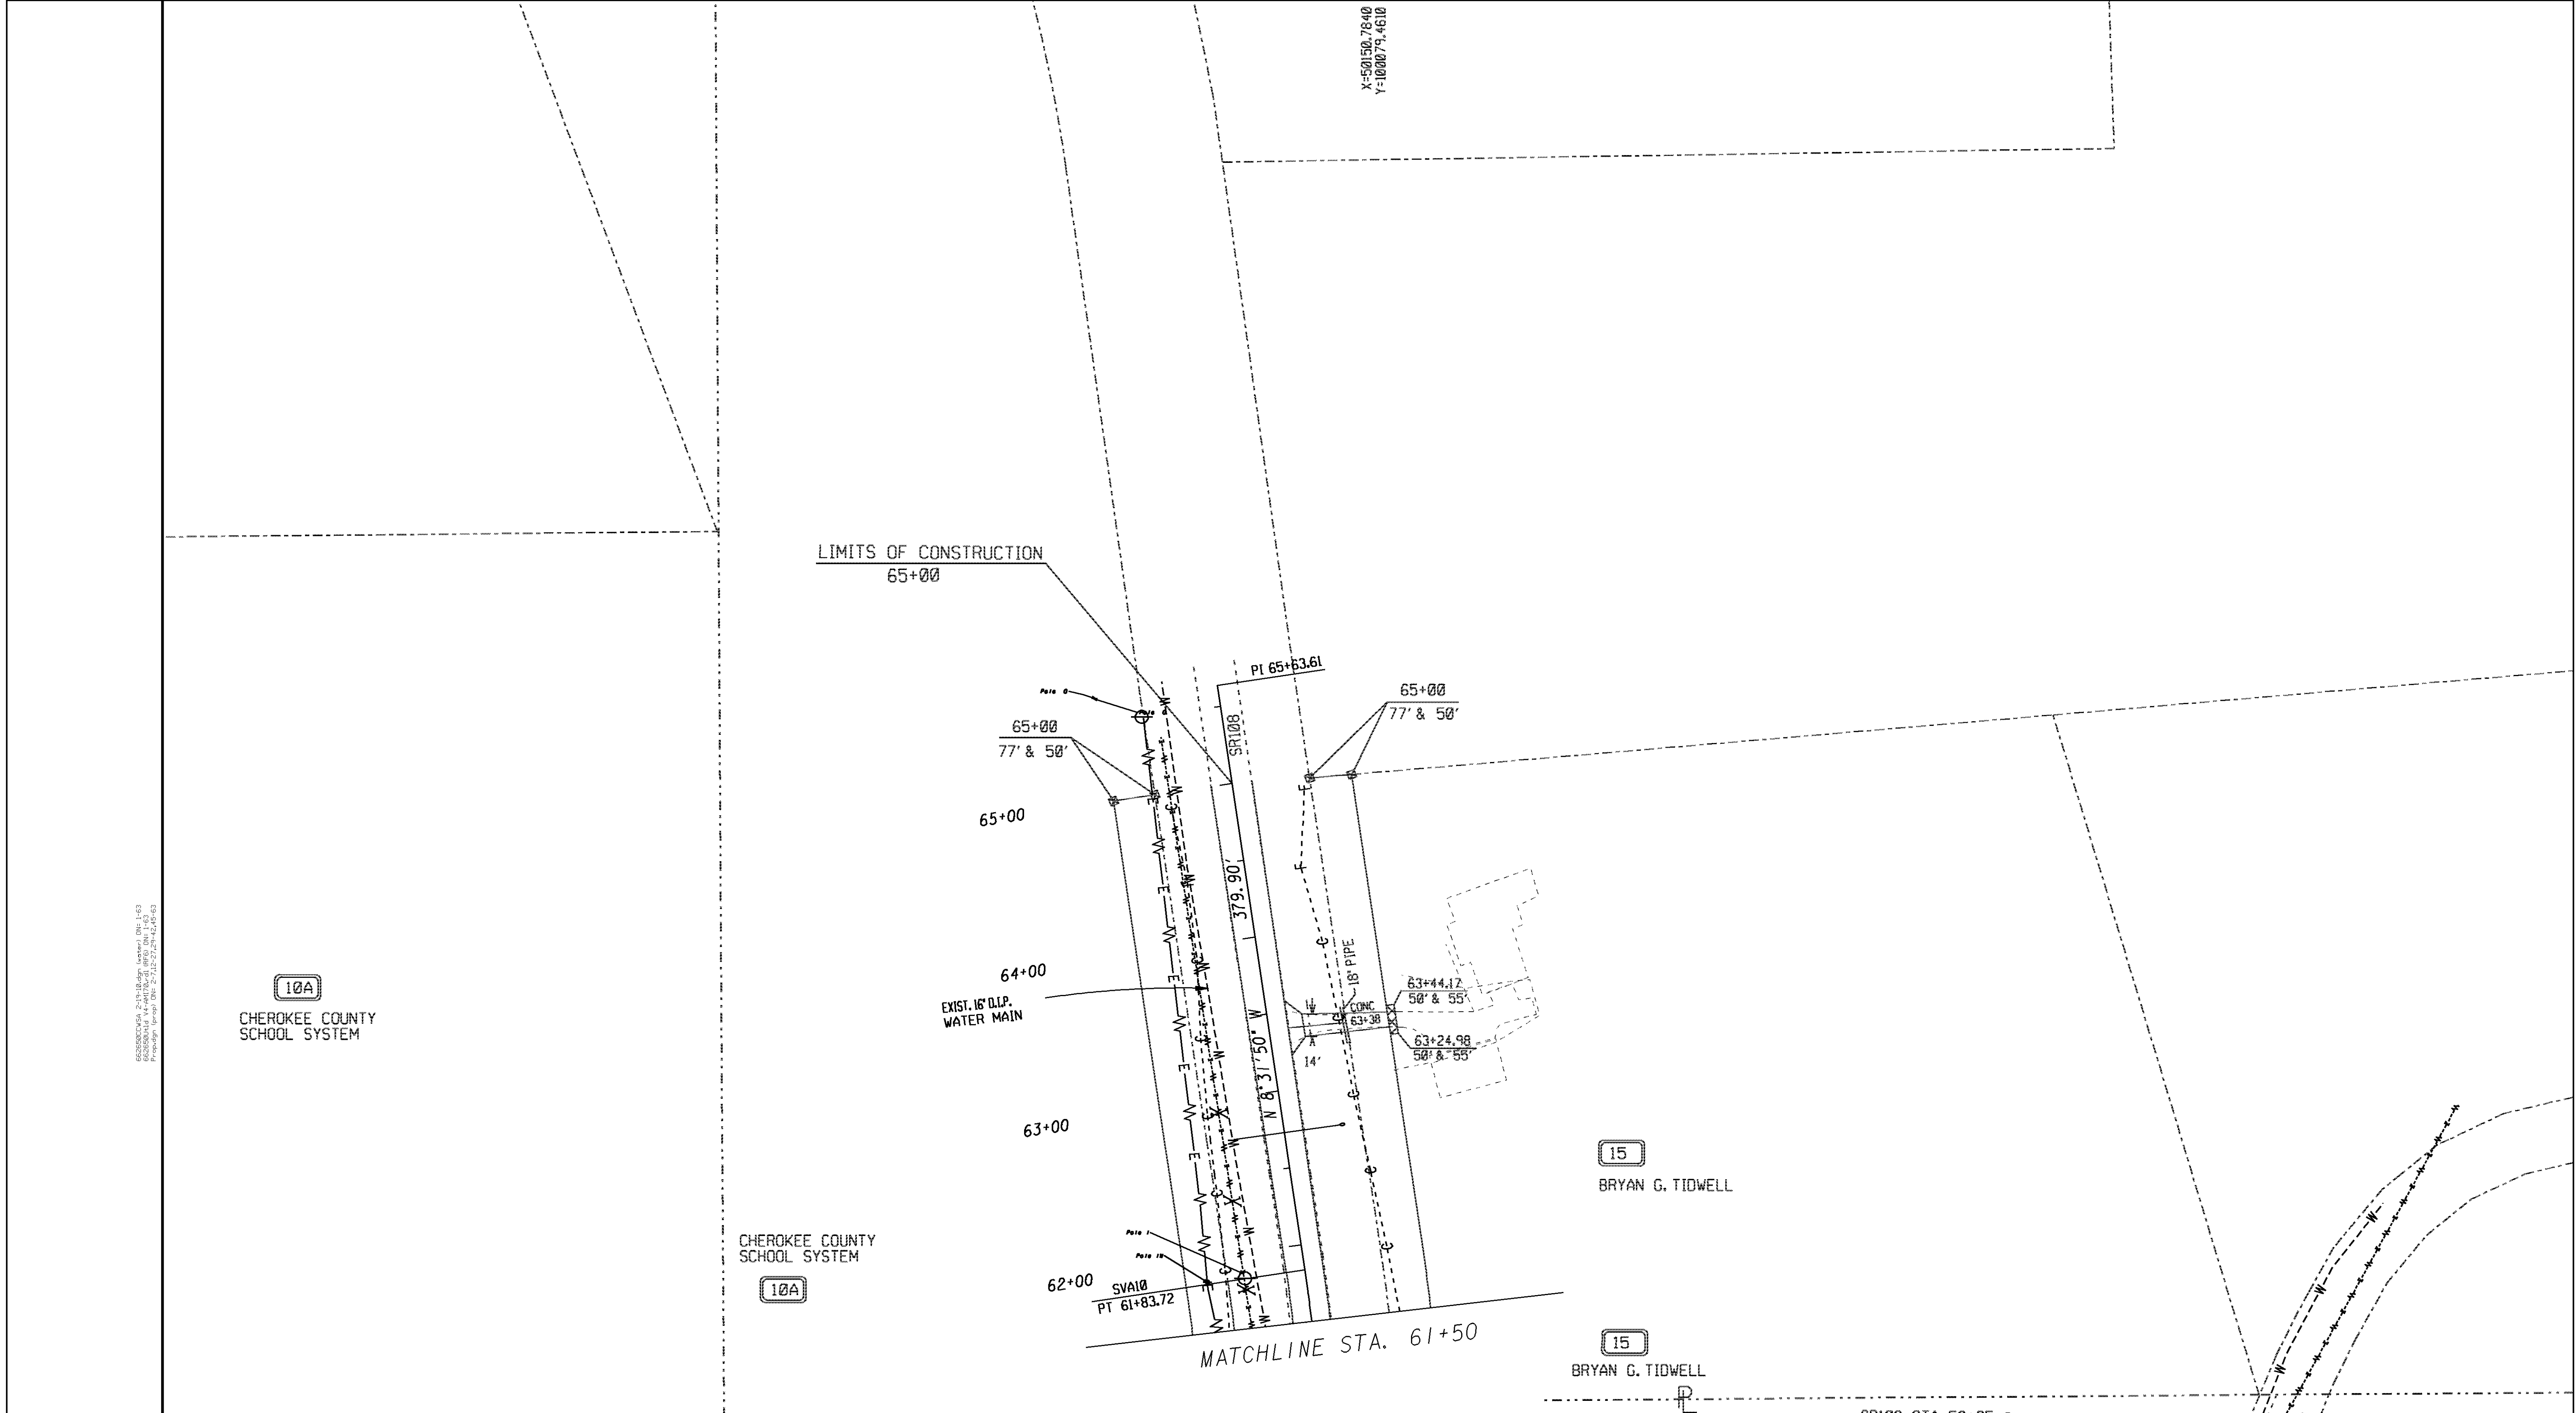 X=50150.7840
Y=1000079.4610
LIMITS OF CONSTRUCTION
65+00
PI 65+63.61
SR108
65+00
77' & 50'
65+00
77' & 50'
65+00
379.90'
64+00
EXIST. 16" D.I.P.
WATER MAIN
18" PIPE
CONC
63+38
63+44.17
50' & 55'
63+24.98
50' & 55'
14'
N 8°31'50" W
63+00
10A
CHEROKEE COUNTY
SCHOOL SYSTEM
15
BRYAN G. TIDWELL
CHEROKEE COUNTY
SCHOOL SYSTEM
10A
62+00
SVA10
PT 61+83.72
MATCHLINE STA. 61+50
15
BRYAN G. TIDWELL